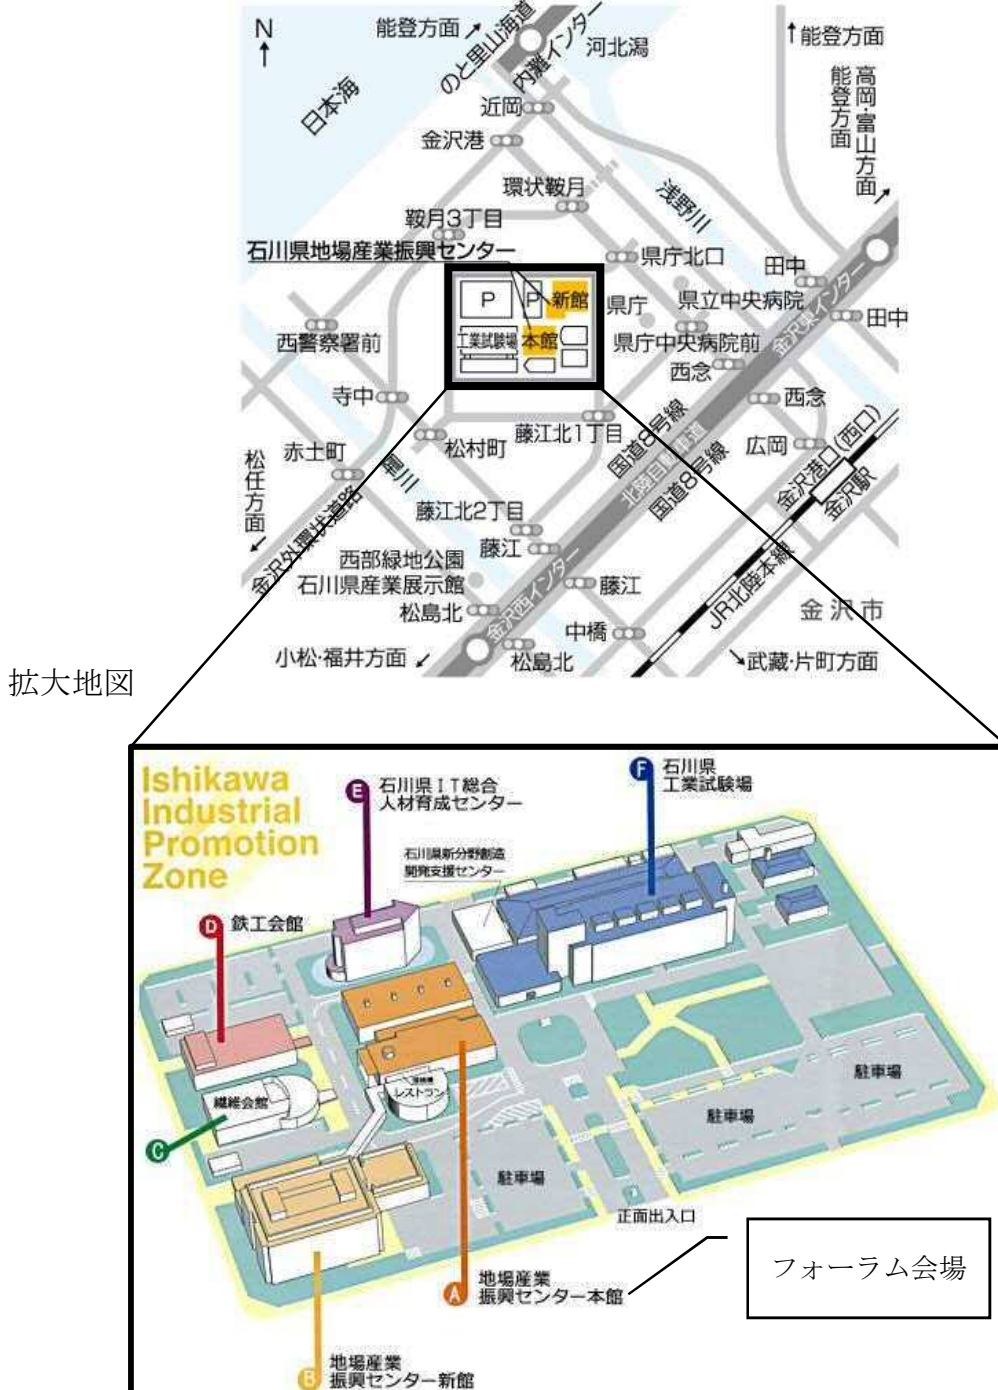 N
能登方面
のと里山海道
内灘インター
河北潟
能登方面
高岡・富山方面
能登方面
日本海
近岡
金沢港
環状鞍月
浅野川
鞍月3丁目
石川県地場産業振興センター
県庁北口
田中
P
P
新館
県庁
県立中央病院
金沢東インター
田中
西警察署前
工業試験場
本館
県庁中央病院前
西念
寺中
西念
藤江北1丁目
国道8号線
広岡
赤土町
松村町
北陸自動車道
国道8号線
金沢港口(西口)
金沢駅
松任方面
犀川
金沢外環状道路
藤江北2丁目
藤江
西部緑地公園
石川県産業展示館
藤江
JR北陸本線
金沢市
松島北
金沢西インター
中橋
小松・福井方面
松島北
武蔵・片町方面
拡大地図
Ishikawa
Industrial
Promotion
Zone
E
石川県IT総合
人材育成センター
F
石川県
工業試験場
石川県新分野創造
開発支援センター
D
鉄工会館
繊維会館
レストラン
C
駐車場
駐車場
駐車場
正面出入口
フォーラム会場
A
地場産業
振興センター本館
B
地場産業
振興センター新館